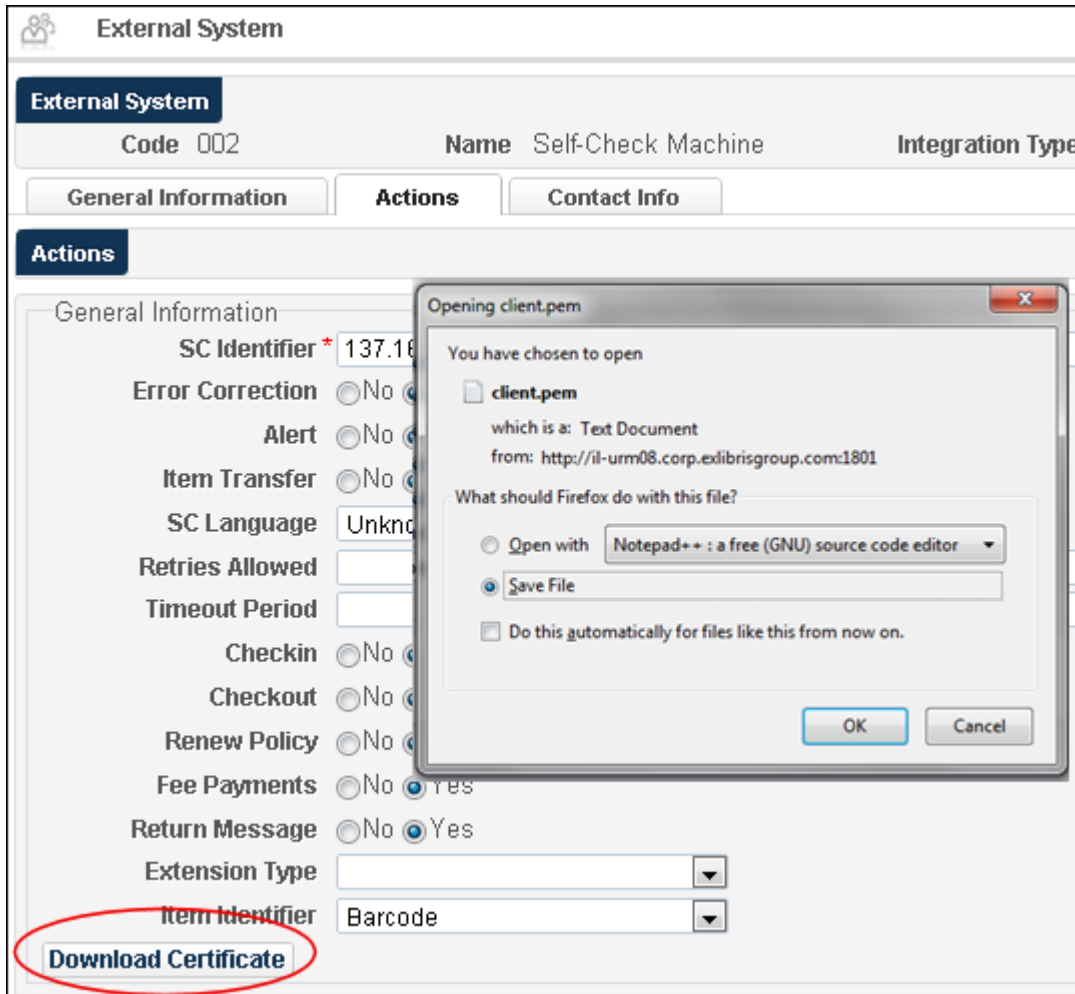 External System
External System
Code 002 Name Self-Check Machine Integration Type
General Information Actions Contact Info
Actions
General Information
SC Identifier * 137.16
Error Correction No
Alert No
Item Transfer No
SC Language
Retries Allowed
Timeout Period
Checkin No
Checkout No
Renew Policy No
Fee Payments No Yes
Return Message No Yes
Extension Type
Item Identifier Barcode
Download Certificate
Opening client.pem
You have chosen to open
client.pem
which is a: Text Document
from: http://il-urm08.corp.exlibrisgroup.com:1801
What should Firefox do with this file?
Open with Notepad++ : a free (GNU) source code editor
Save File
Do this automatically for files like this from now on.
OK Cancel